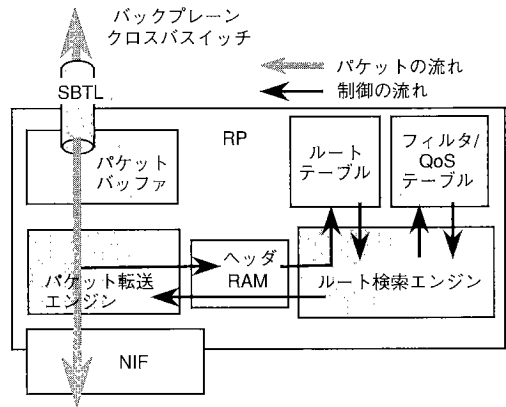 バックプレーン
クロスバスイッチ
パケットの流れ
制御の流れ
SBTL
RP
パケット
バッファ
ルート
テーブル
フィルタ/
QoS
テーブル
パケット転送
エンジン
ヘッダ
RAM
ルート検索エンジン
NIF